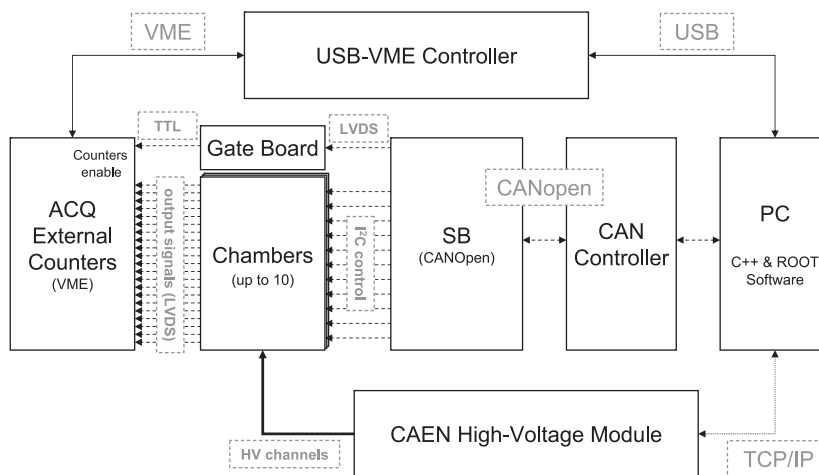 VME
USB
USB-VME Controller
TTL
LVDS
Gate Board
Counters
enable
ACQ
External
Counters
(VME)
output signals (LVDS)
Chambers
(up to 10)
I²C control
SB
(CANOpen)
CANopen
CAN
Controller
PC
C++ & ROOT
Software
CAEN High-Voltage Module
HV channels
TCP/IP